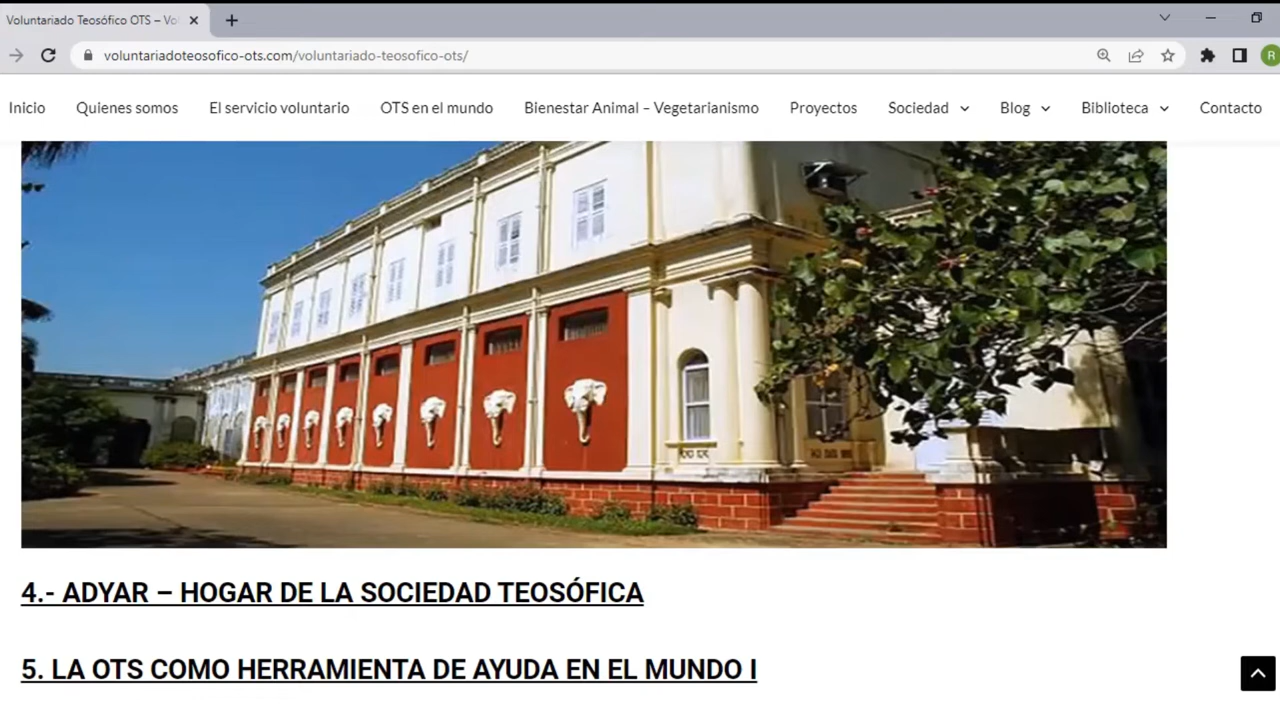 Voluntariado Teosófico OTS – Vo
voluntariadoteosofico-ots.com/voluntariado-teosofico-ots/
R
Inicio Quienes somos El servicio voluntario OTS en el mundo Bienestar Animal – Vegetarianismo Proyectos Sociedad Blog Biblioteca Contacto
4.- ADYAR – HOGAR DE LA SOCIEDAD TEOSÓFICA
5. LA OTS COMO HERRAMIENTA DE AYUDA EN EL MUNDO I